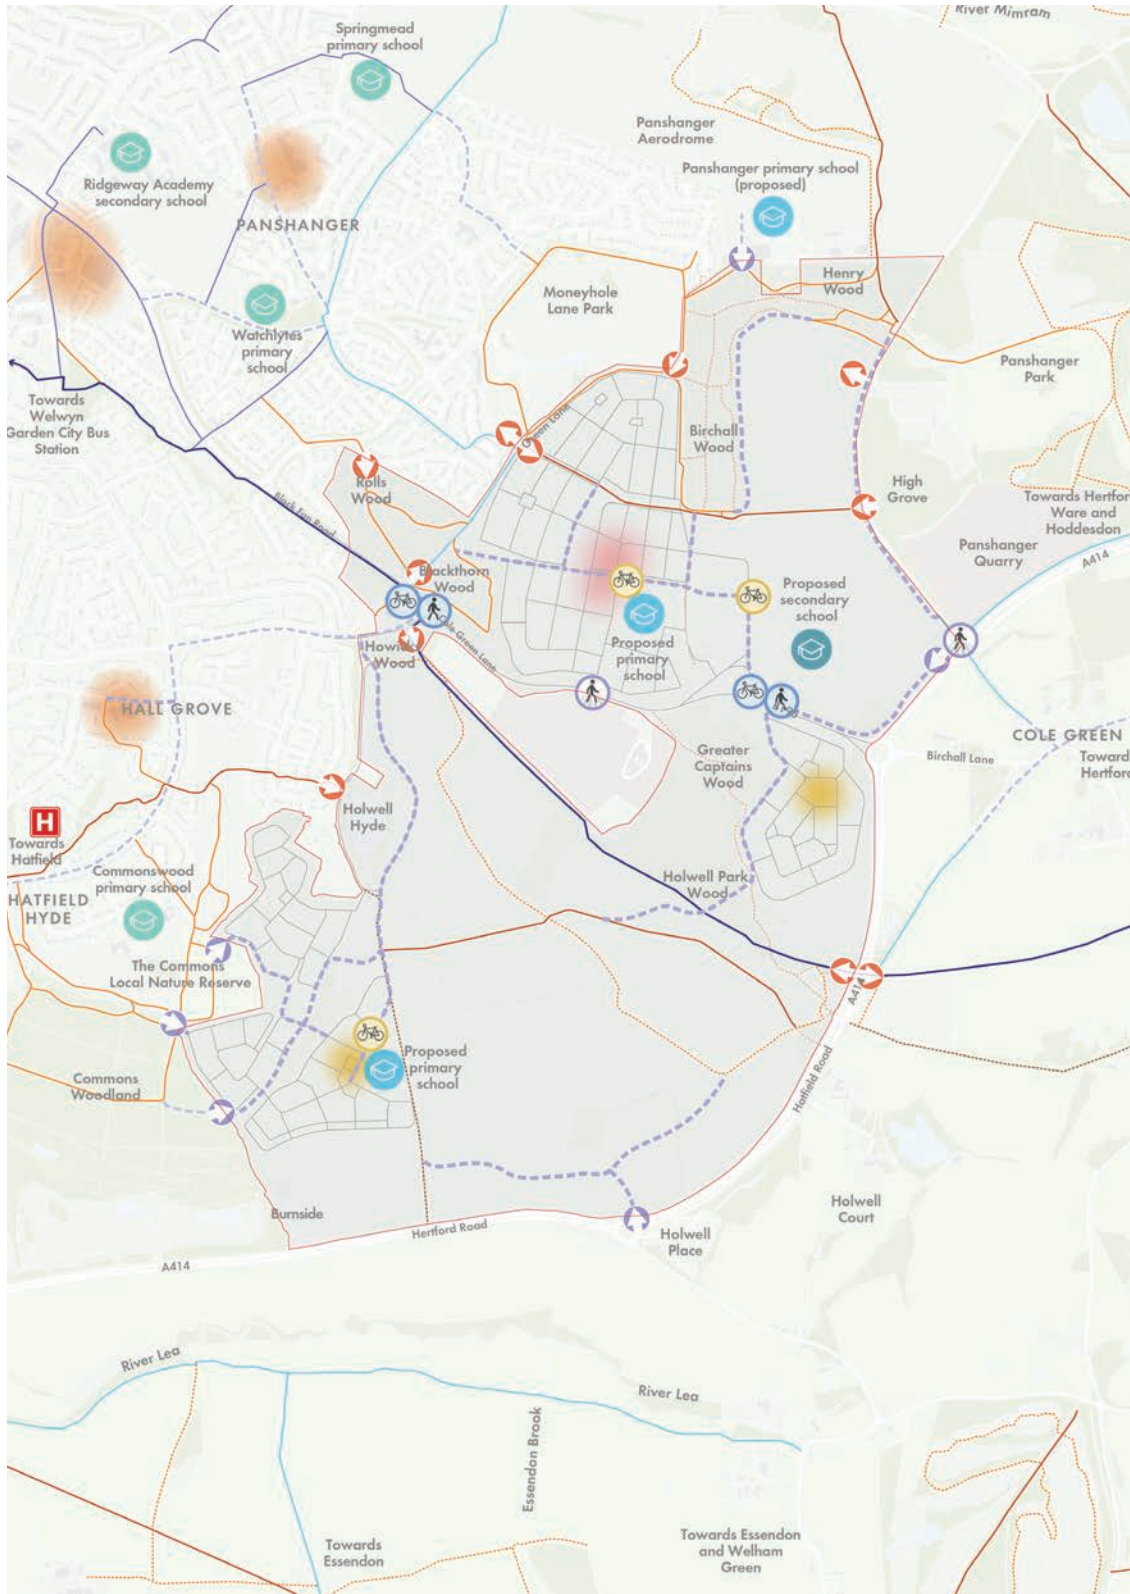 River Mimram
Springmead
primary school
Panshanger
Aerodrome
Panshanger primary school
(proposed)
Ridgeway Academy
secondary school
PANSHANGER
Henry
Wood
Moneyhole
Lane Park
Watchlytes
primary
school
Panshanger
Park
Towards
Welwyn
Garden City Bus
Station
Green Lane
Birchall
Wood
Rolls
Wood
High
Grove
Black Fan Road
Towards Hertford
Ware and
Hoddesdon
Panshanger
Quarry
A414
Blackthorn
Wood
Proposed
secondary
school
Cole Green Lane
Howicks
Wood
Proposed
primary
school
HALL GROVE
COLE GREEN
Greater
Captains
Wood
Birchall Lane
Towards
Hertford
Holwell
Hyde
H
Towards
Hatfield
Commonswood
primary school
Holwell Park
Wood
HATFIELD
HYDE
The Commons
Local Nature Reserve
A414
Proposed
primary
school
Commons
Woodland
Hatfield Road
Burnside
Hertford Road
Holwell
Court
Holwell
Place
A414
River Lea
River Lea
Essendon Brook
Towards
Essendon
Towards Essendon
and Welham
Green